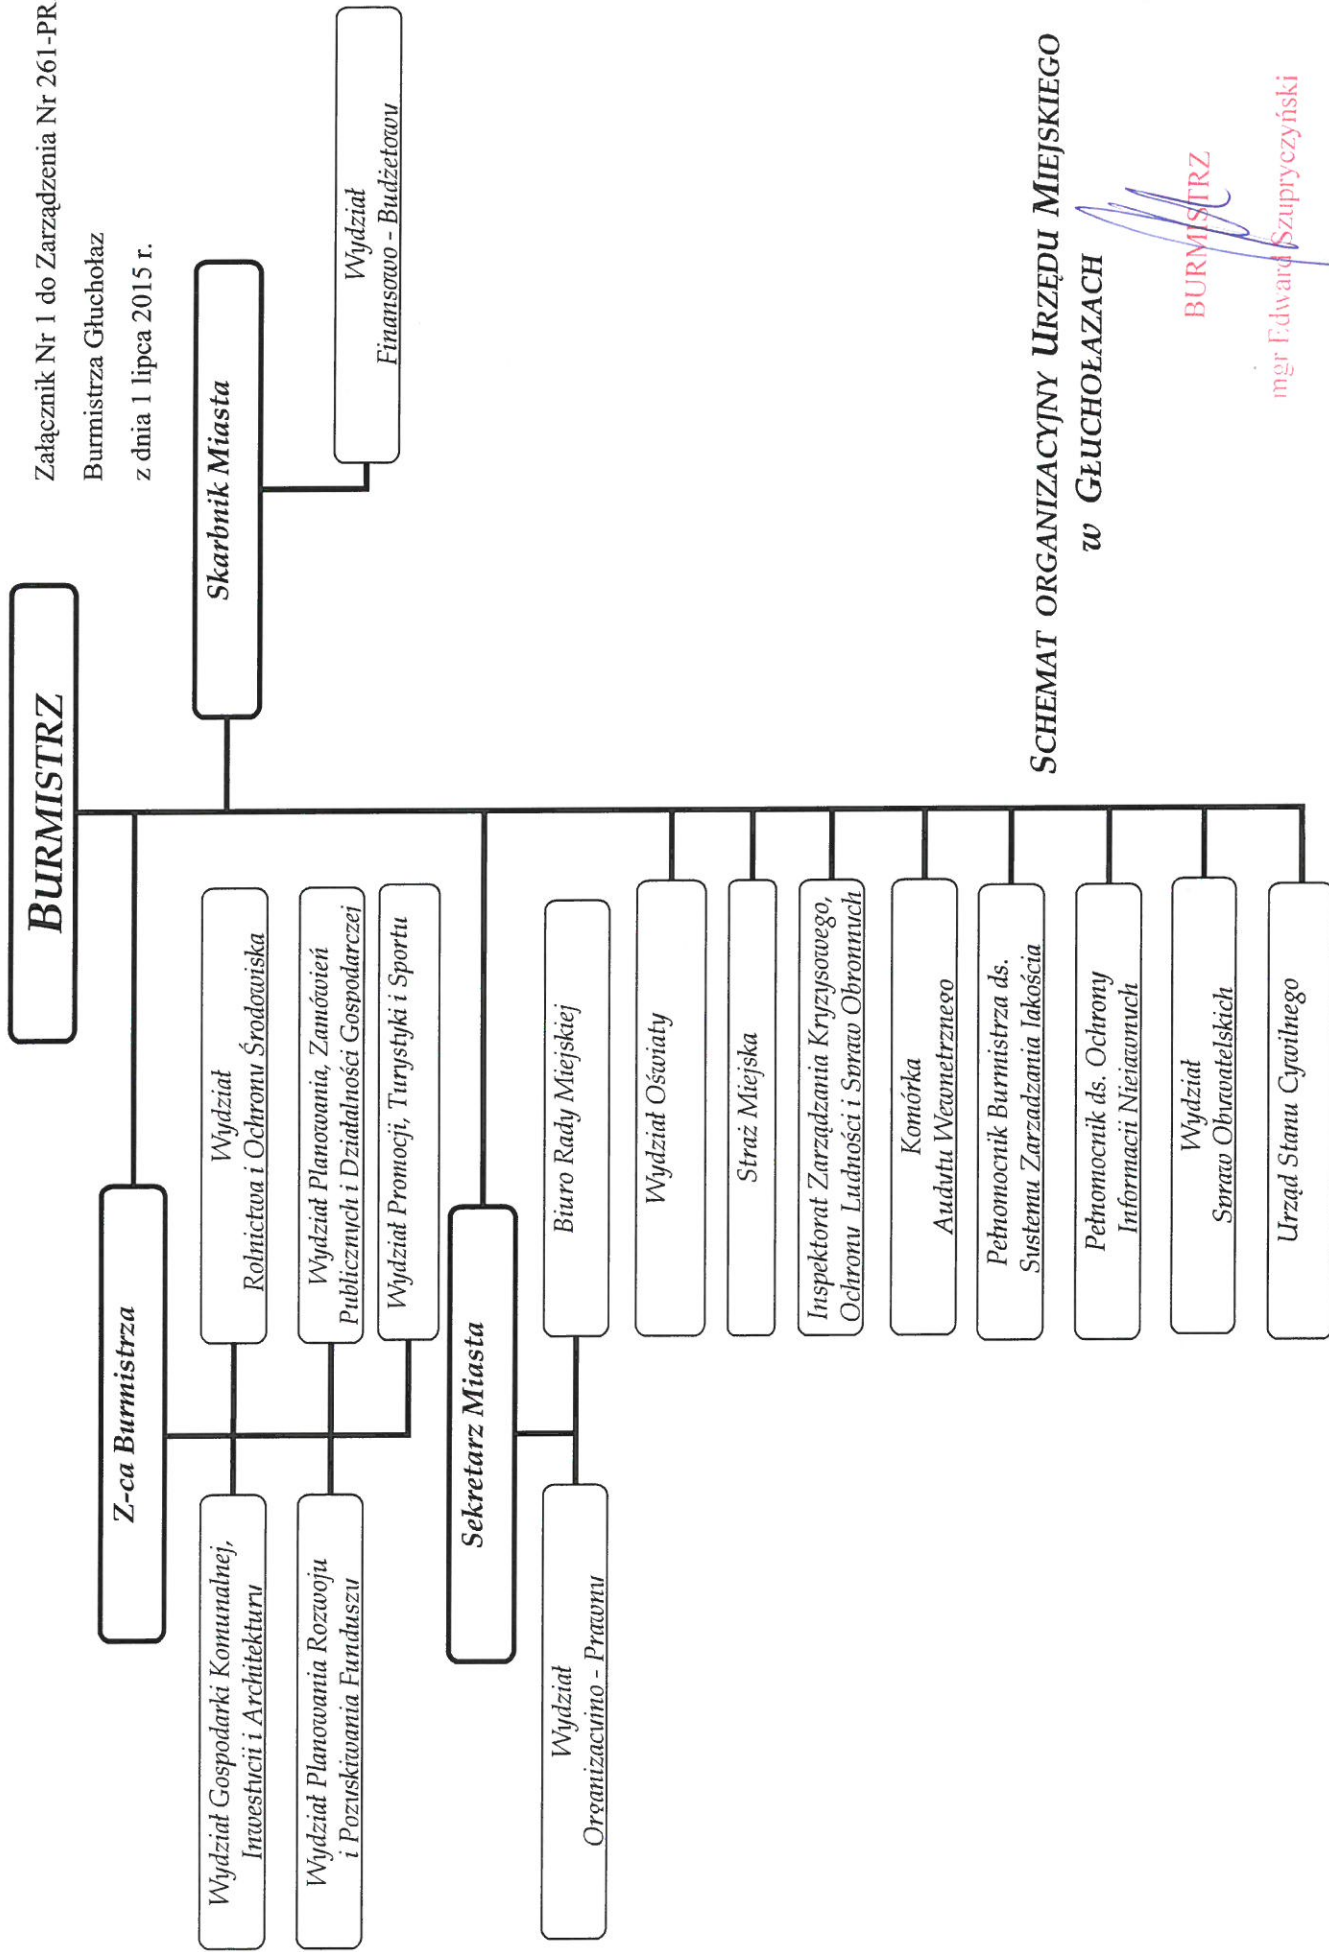 Załącznik Nr 1 do Zarządzenia Nr 261-PR
Burmistrza Głuchołaz
z dnia 1 lipca 2015 r.
BURMISTRZ
Z-ca Burmistrza
Skarbnik Miasta
Wydział Gospodarki Komunalnej,
Inwestycji i Architektury
Wydział
Rolnictwa i Ochrony Środowiska
Wydział
Finansowo - Budżetowy
Wydział Planowania Rozwoju
i Pozyskiwania Funduszy
Wydział Planowania, Zamówień
Publicznych i Działalności Gospodarczej
Wydział Promocji, Turystyki i Sportu
Sekretarz Miasta
Wydział
Organizacyjno - Prawny
Biuro Rady Miejskiej
Wydział Oświaty
Straż Miejska
Inspektorat Zarządzania Kryzysowego,
Ochrony Ludności i Spraw Obronnych
Komórka
Audytu Wewnętrznego
Pełnomocnik Burmistrza ds.
Systemu Zarządzania Jakością
Pełnomocnik ds. Ochrony
Informacji Niejawnych
Wydział
Spraw Obywatelskich
Urząd Stanu Cywilnego
SCHEMAT ORGANIZACYJNY URZĘDU MIEJSKIEGO
w GŁUCHOŁAZACH
BURMISTRZ
mgr Edward Szupryczyński